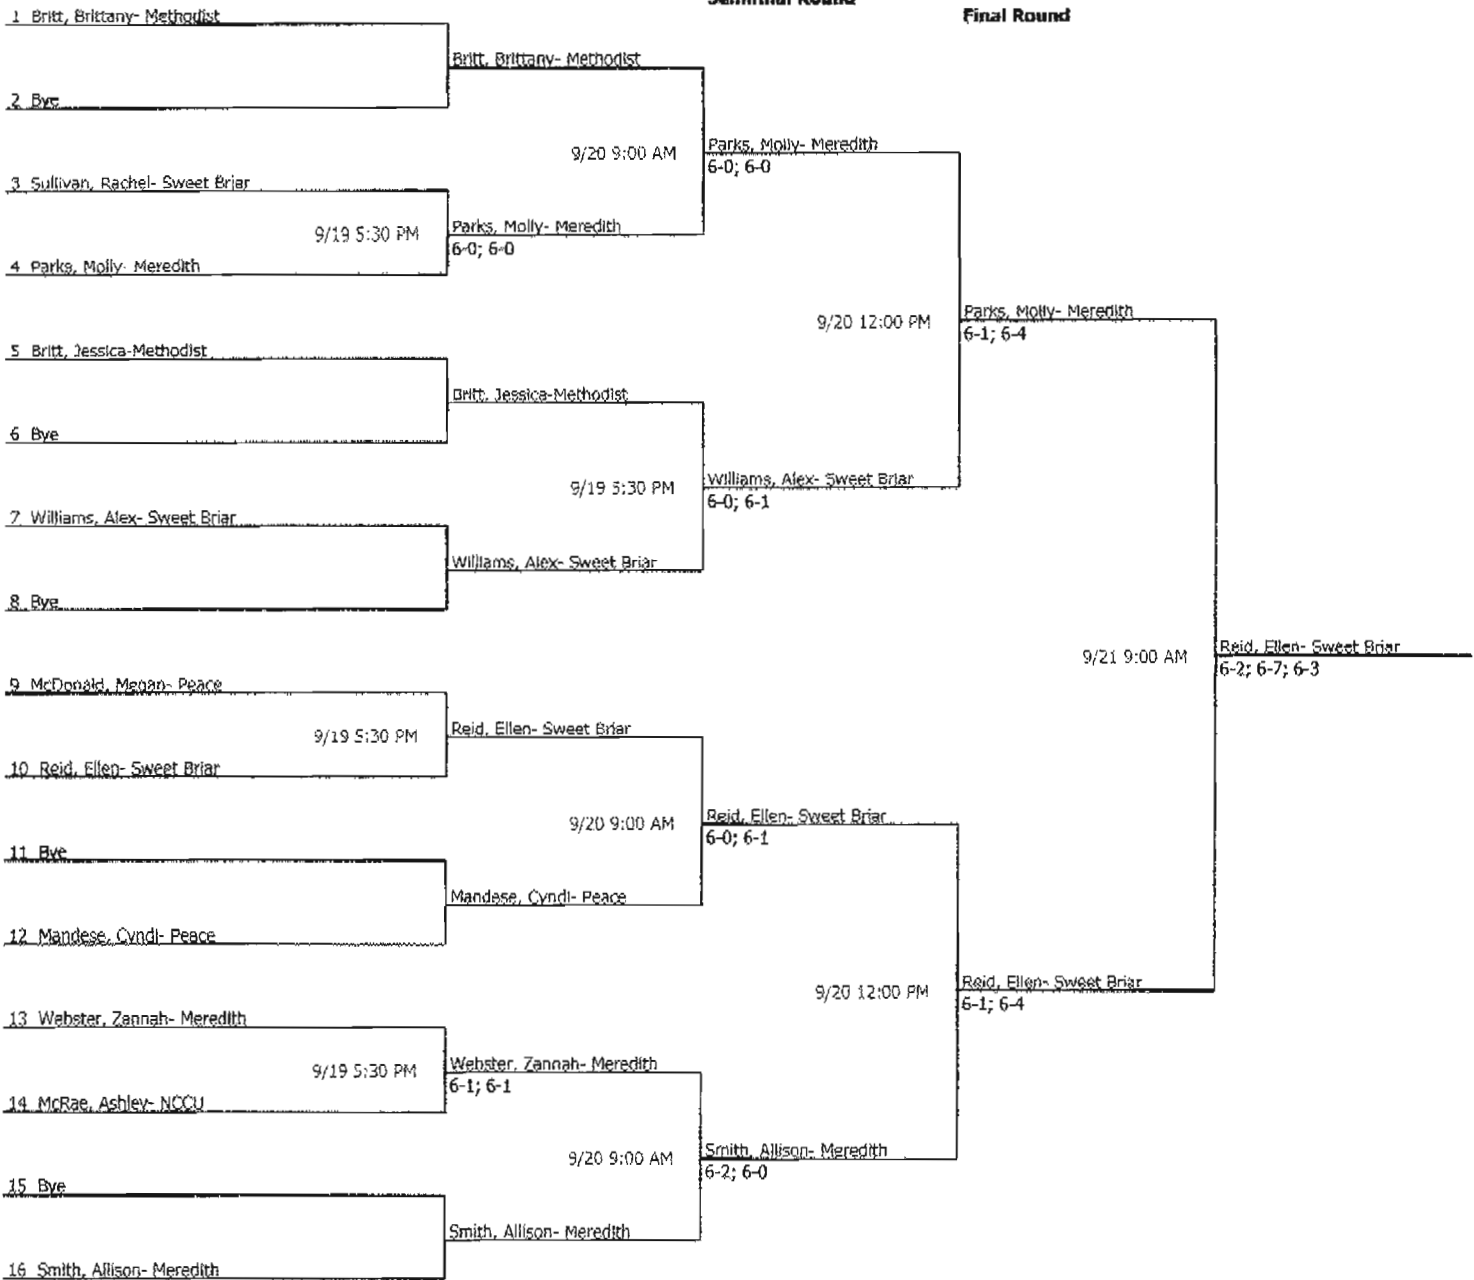 Semifinal Round
Final Round
1 Britt, Brittany- Methodist
Britt, Brittany- Methodist
2 Bye
9/20 9:00 AM
Parks, Molly- Meredith
6-0; 6-0
3 Sullivan, Rachel- Sweet Briar
9/19 5:30 PM
Parks, Molly- Meredith
6-0; 6-0
4 Parks, Molly- Meredith
9/20 12:00 PM
Parks, Molly- Meredith
6-1; 6-4
5 Britt, Jessica-Methodist
Britt, Jessica-Methodist
6 Bye
9/19 5:30 PM
Williams, Alex- Sweet Briar
6-0; 6-1
7 Williams, Alex- Sweet Briar
Williams, Alex- Sweet Briar
8 Bye
9/21 9:00 AM
Reid, Ellen- Sweet Briar
6-2; 6-7; 6-3
9 McDonald, Megan- Peace
9/19 5:30 PM
Reid, Ellen- Sweet Briar
10 Reid, Ellen- Sweet Briar
9/20 9:00 AM
Reid, Ellen- Sweet Briar
6-0; 6-1
11 Bye
Mandese, Cyndi- Peace
12 Mandese, Cyndi- Peace
9/20 12:00 PM
Reid, Ellen- Sweet Briar
6-1; 6-4
13 Webster, Zannah- Meredith
9/19 5:30 PM
Webster, Zannah- Meredith
6-1; 6-1
14 McRae, Ashley- NCCU
9/20 9:00 AM
Smith, Allison- Meredith
6-2; 6-0
15 Bye
Smith, Allison- Meredith
16 Smith, Allison- Meredith